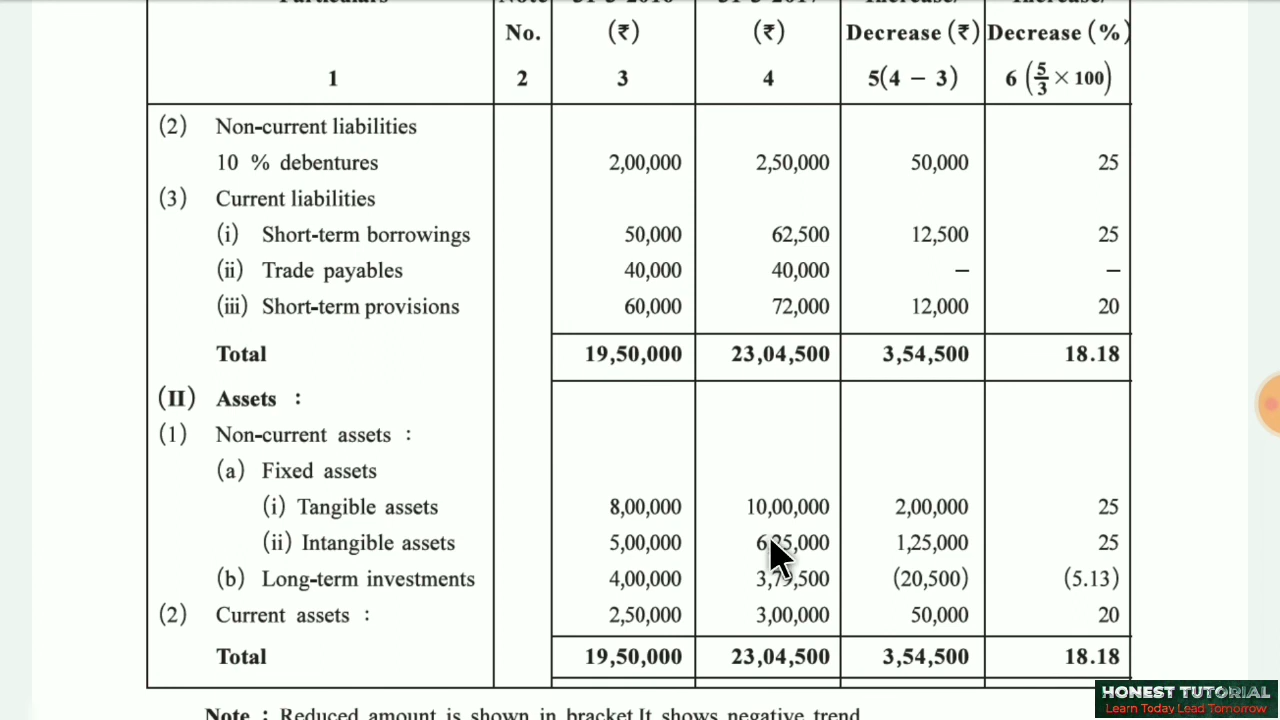 No. (₹) (₹) Decrease (₹) Decrease (%)
1 2 3 4 5(4 − 3) 6 (5/3 × 100)
(2) Non-current liabilities
10 % debentures 2,00,000 2,50,000 50,000 25
(3) Current liabilities
(i) Short-term borrowings 50,000 62,500 12,500 25
(ii) Trade payables 40,000 40,000 – –
(iii) Short-term provisions 60,000 72,000 12,000 20
Total 19,50,000 23,04,500 3,54,500 18.18
(II) Assets :
(1) Non-current assets :
(a) Fixed assets
(i) Tangible assets 8,00,000 10,00,000 2,00,000 25
(ii) Intangible assets 5,00,000 1,25,000 25
(b) Long-term investments 4,00,000 (20,500) (5.13)
(2) Current assets : 2,50,000 3,00,000 50,000 20
Total 19,50,000 23,04,500 3,54,500 18.18
Note : Reduced amount is shown in bracket.It shows negative trend
HONEST TUTORIAL
Learn Today Lead Tomorrow